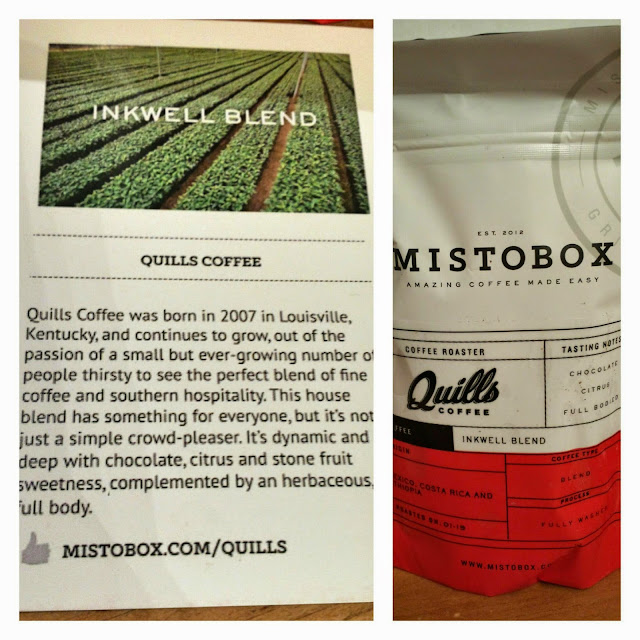 INKWELL BLEND
QUILLS COFFEE
Quills Coffee was born in 2007 in Louisville,
Kentucky, and continues to grow, out of the
passion of a small but ever-growing number of
people thirsty to see the perfect blend of fine
coffee and southern hospitality. This house
blend has something for everyone, but it's not
just a simple crowd-pleaser. It's dynamic and
deep with chocolate, citrus and stone fruit
sweetness, complemented by an herbaceous,
full body.
MISTOBOX.COM/QUILLS
EST. 2012
MISTOBOX
AMAZING COFFEE MADE EASY
COFFEE ROASTER
Quills
COFFEE
TASTING NOTES
CHOCOLATE
CITRUS
FULL BODIED
INKWELL BLEND
COFFEE TYPE
BLEND
COSTA RICA AND
PROCESS
FULLY WASHED
WWW.MISTOBOX.